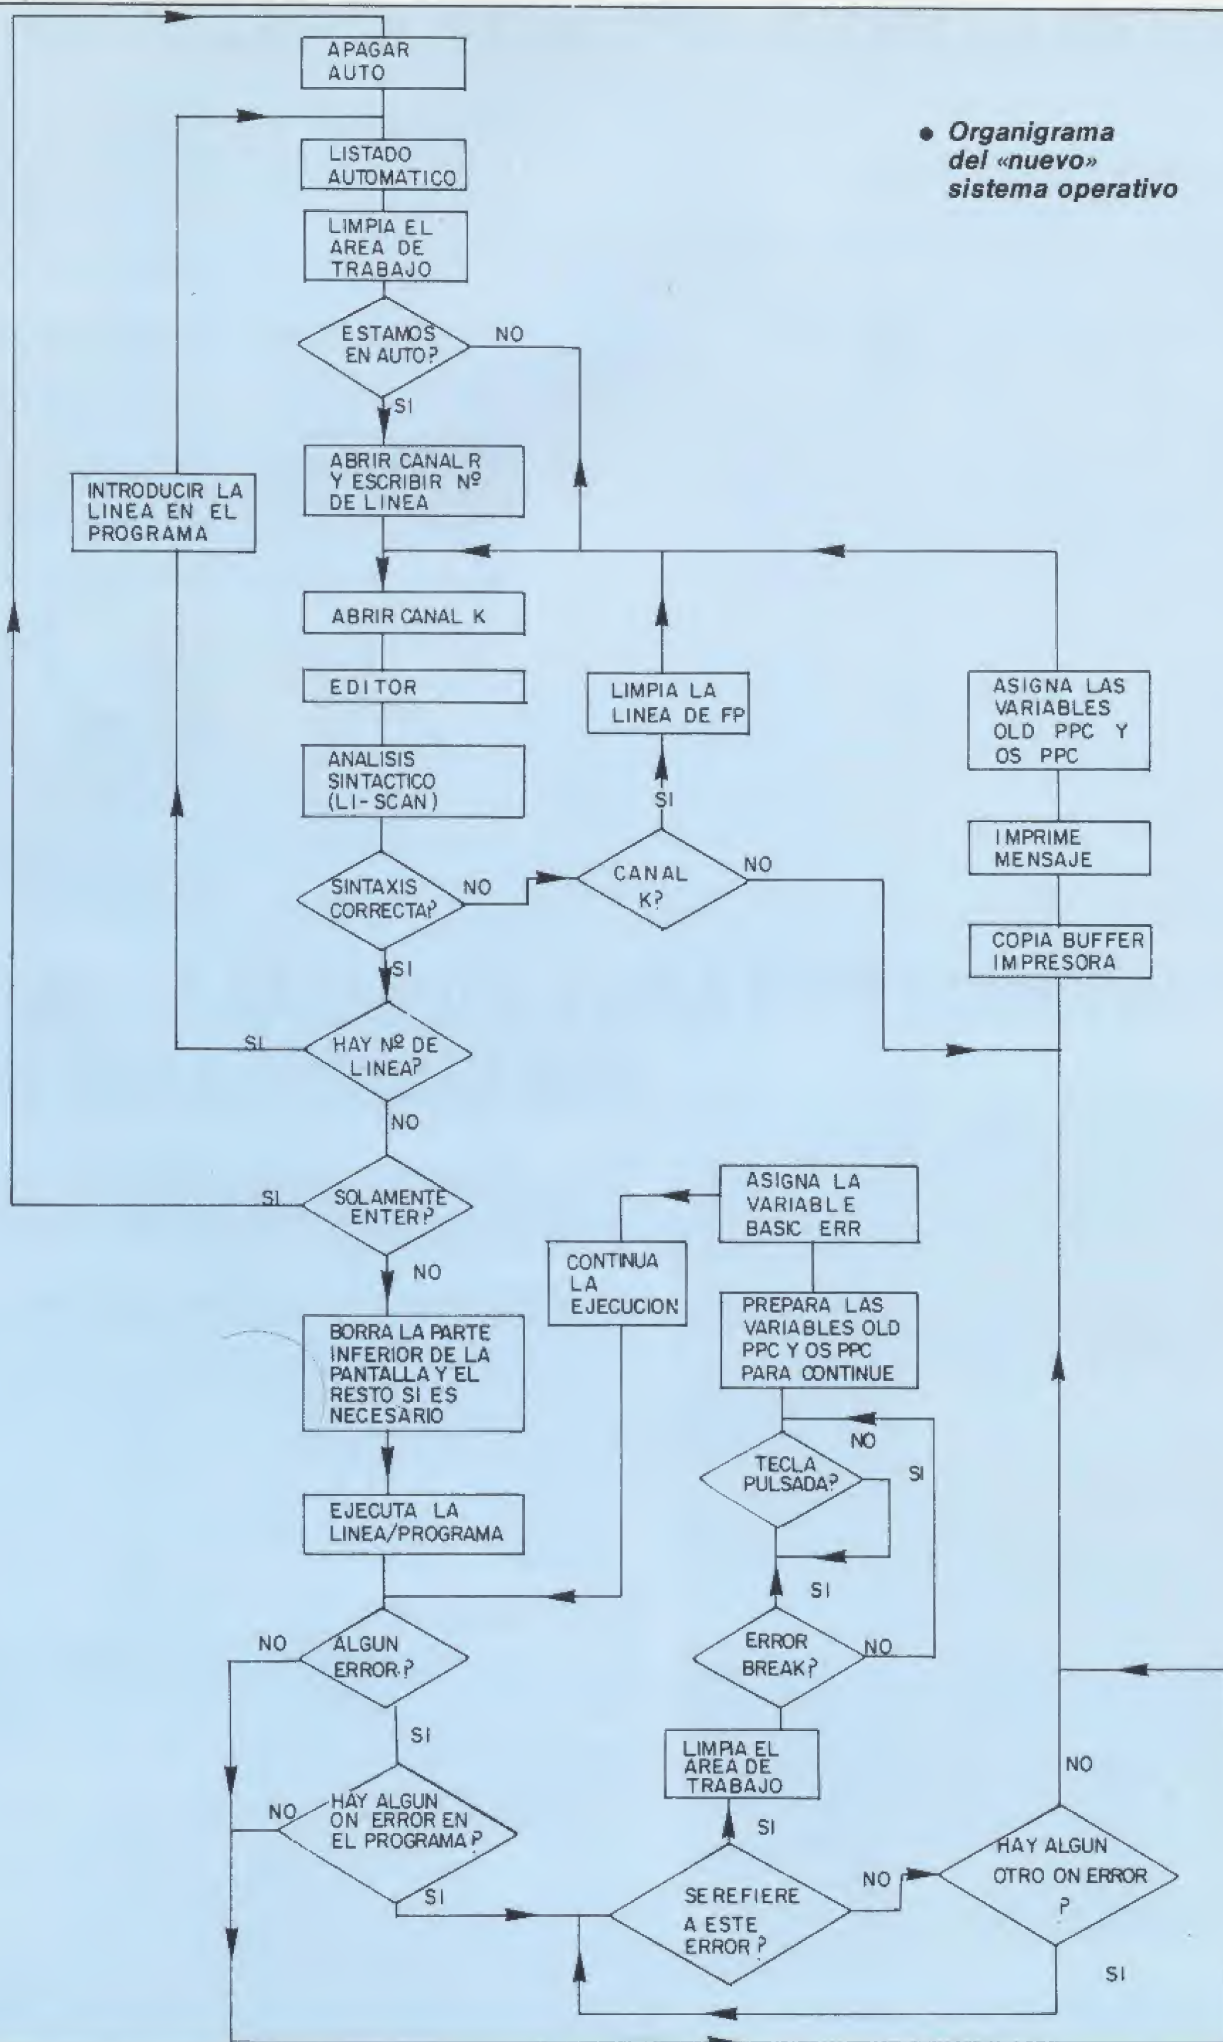 APAGAR
AUTO
● Organigrama
del «nuevo»
sistema operativo
LISTADO
AUTOMATICO
LIMPIA EL
AREA DE
TRABAJO
ESTAMOS
EN AUTO?
NO
SI
ABRIR CANAL R
Y ESCRIBIR Nº
DE LINEA
INTRODUCIR LA
LINEA EN EL
PROGRAMA
ABRIR CANAL K
EDITOR
LIMPIA LA
LINEA DE FP
ASIGNA LAS
VARIABLES
OLD PPC Y
OS PPC
ANALISIS
SINTACTICO
(LI-SCAN)
SI
IMPRIME
MENSAJE
SINTAXIS
CORRECTA?
NO
CANAL
K?
NO
COPIA BUFFER
IMPRESORA
SI
HAY Nº DE
LINEA?
SI
NO
SOLAMENTE
ENTER?
SI
NO
ASIGNA LA
VARIABLE
BASIC ERR
CONTINUA
LA
EJECUCION
PREPARA LAS
VARIABLES OLD
PPC Y OS PPC
PARA CONTINUE
BORRA LA PARTE
INFERIOR DE LA
PANTALLA Y EL
RESTO SI ES
NECESARIO
NO
TECLA
PULSADA?
SI
EJECUTA LA
LINEA/PROGRAMA
SI
ERROR
BREAK?
NO
NO
ALGUN
ERROR?
SI
LIMPIA EL
AREA DE
TRABAJO
NO
NO
HAY ALGUN
ON ERROR EN
EL PROGRAMA?
SI
SI
SE REFIERE
A ESTE
ERROR?
NO
HAY ALGUN
OTRO ON ERROR
?
SI